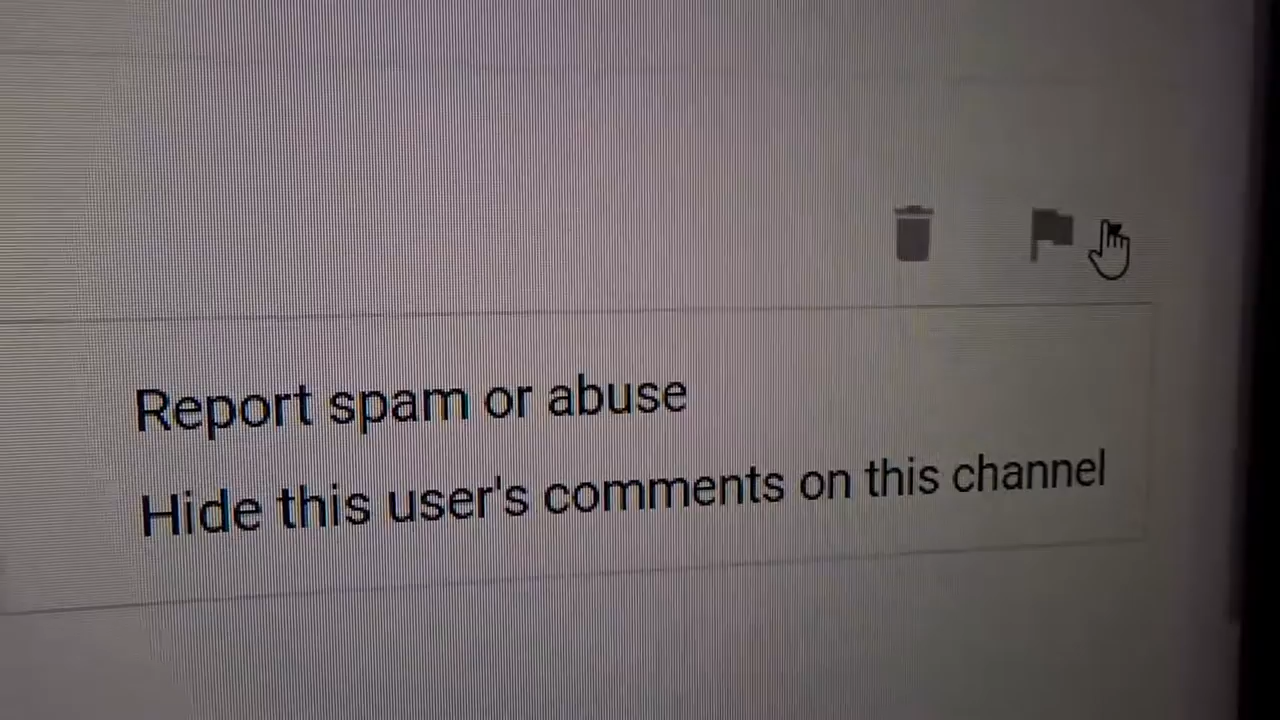 Report spam or abuse
Hide this user's comments on this channel